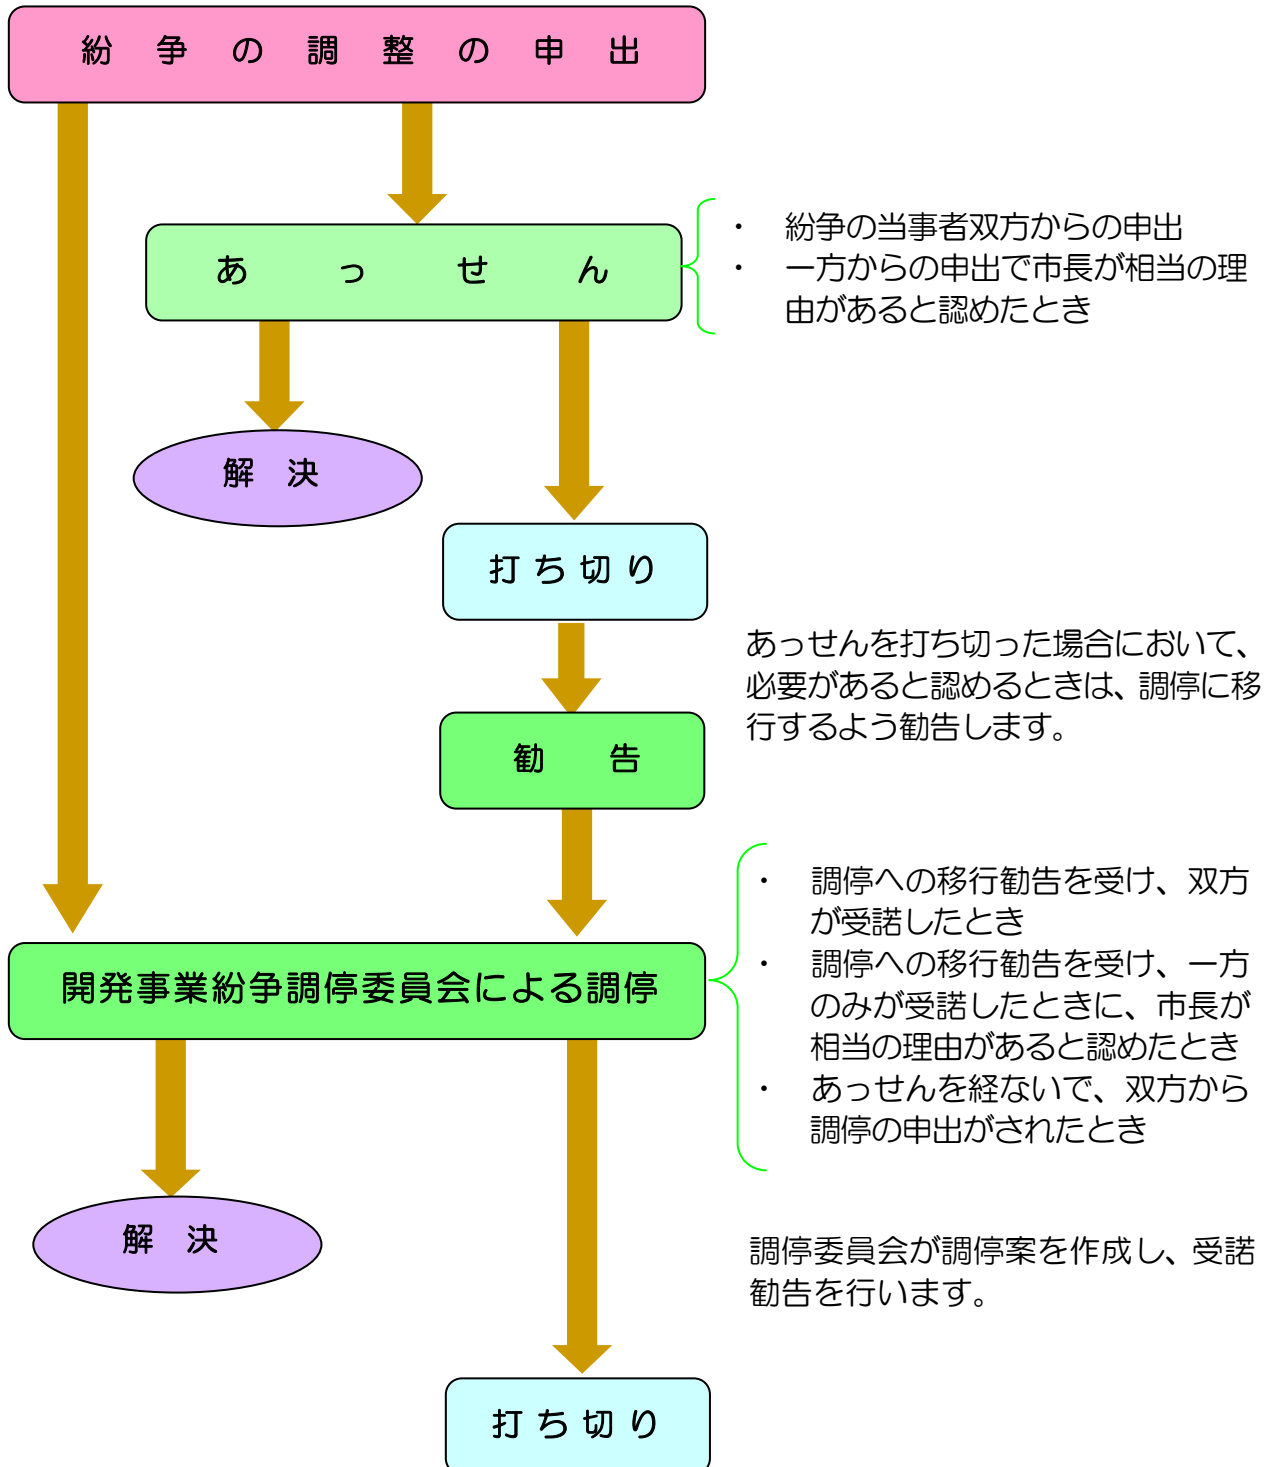 紛争の調整の申出
あっせん
・ 紛争の当事者双方からの申出
・ 一方からの申出で市長が相当の理
由があると認めたとき
解決
打ち切り
あっせんを打ち切った場合において、
必要があると認めるときは、調停に移
行するよう勧告します。
勧告
・ 調停への移行勧告を受け、双方
が受諾したとき
・ 調停への移行勧告を受け、一方
のみが受諾したときに、市長が
相当の理由があると認めたとき
・ あっせんを経ないで、双方から
調停の申出がされたとき
開発事業紛争調停委員会による調停
解決
調停委員会が調停案を作成し、受諾
勧告を行います。
打ち切り